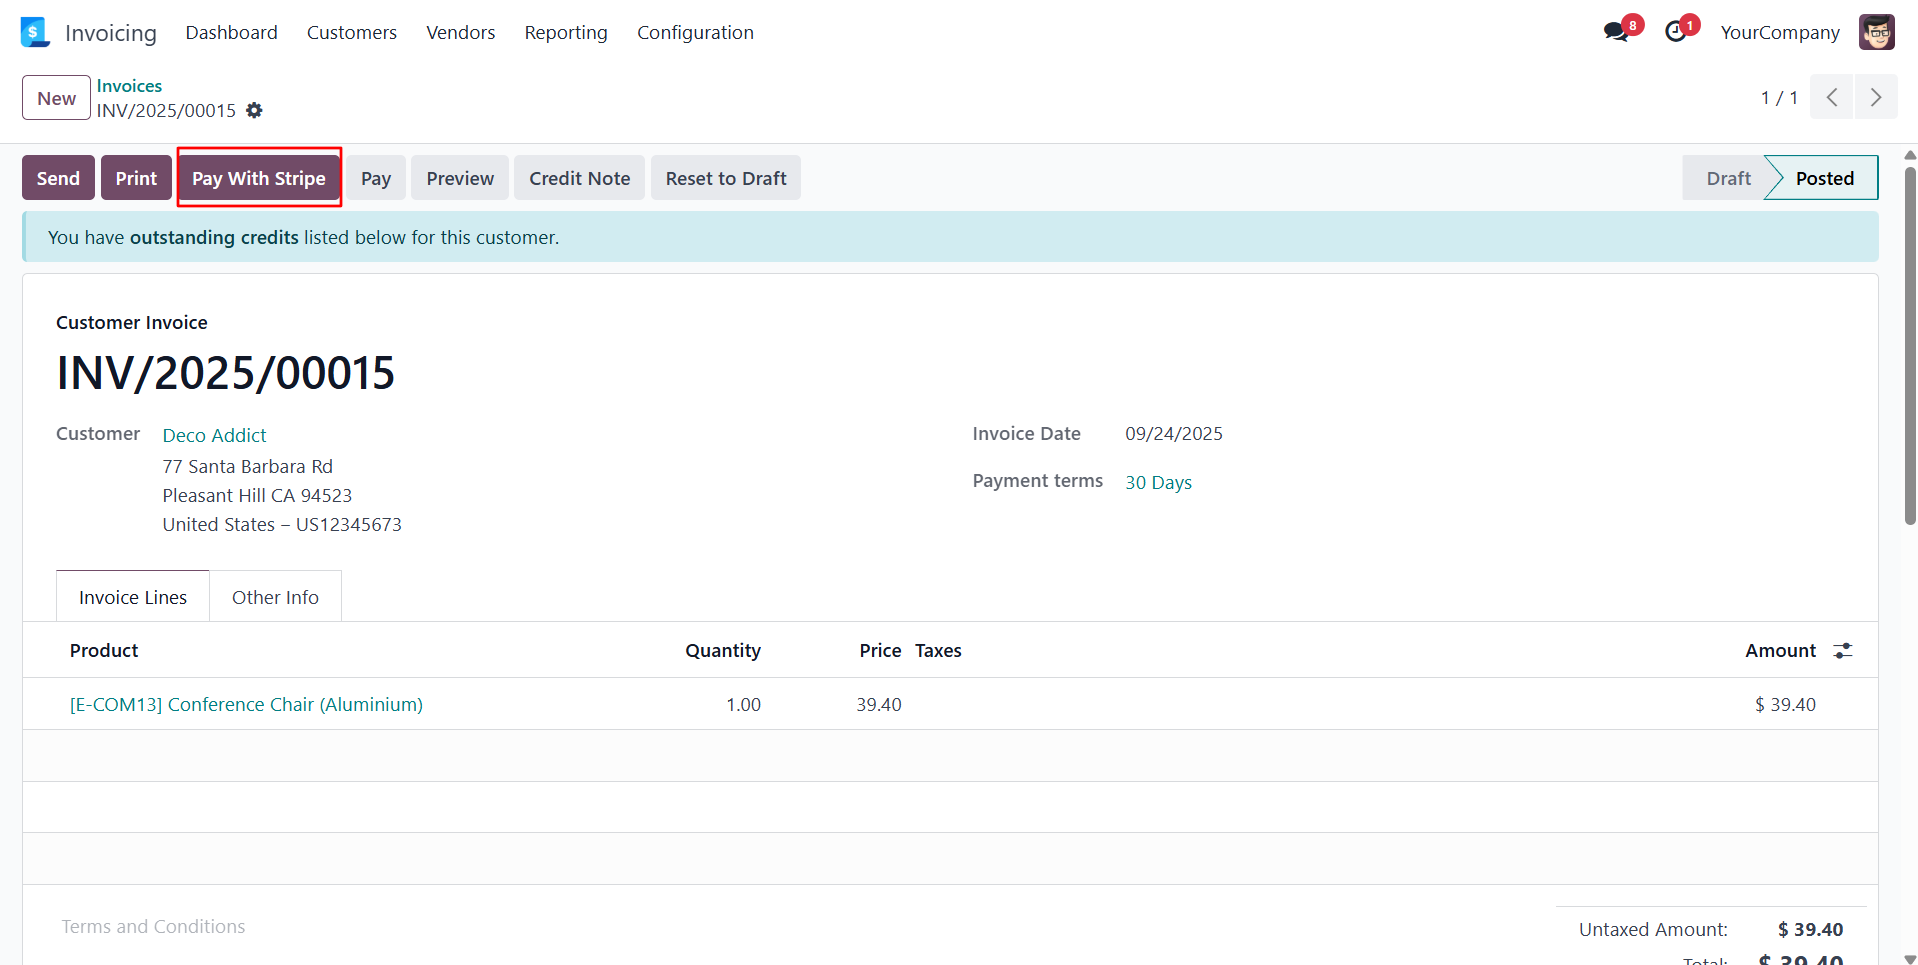 Invoicing Dashboard Customers Vendors Reporting Configuration 8 1 YourCompany
New
Invoices
INV/2025/00015
1 / 1
Send Print Pay With Stripe Pay Preview Credit Note Reset to Draft Draft Posted
You have outstanding credits listed below for this customer.
Customer Invoice
INV/2025/00015
Customer Deco Addict
77 Santa Barbara Rd
Pleasant Hill CA 94523
United States – US12345673
Invoice Date 09/24/2025
Payment terms 30 Days
Invoice Lines Other Info
Product Quantity Price Taxes Amount
[E-COM13] Conference Chair (Aluminium) 1.00 39.40 $ 39.40
Terms and Conditions
Untaxed Amount: $ 39.40
Total: $ 39.40